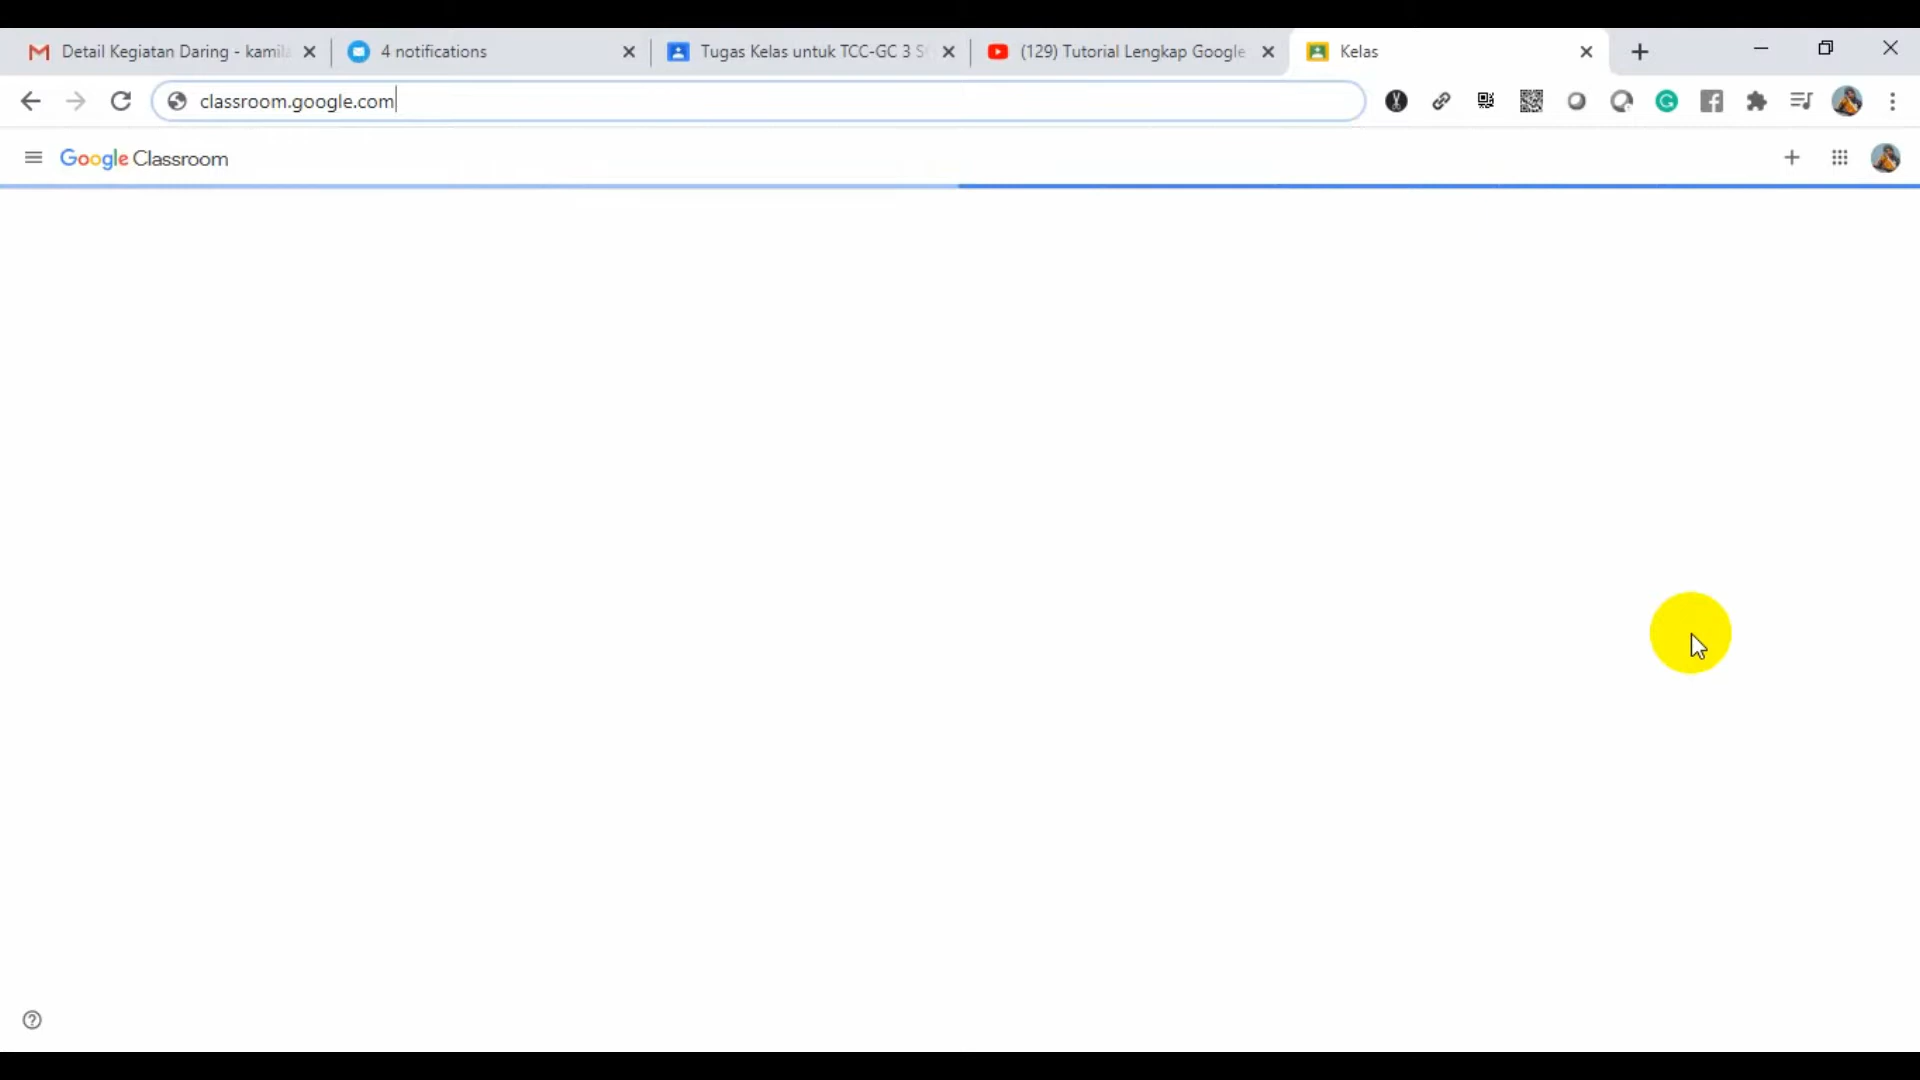 Detail Kegiatan Daring - kamil
4 notifications
Tugas Kelas untuk TCC-GC 3 S
(129) Tutorial Lengkap Google
Kelas
classroom.google.com
Google Classroom